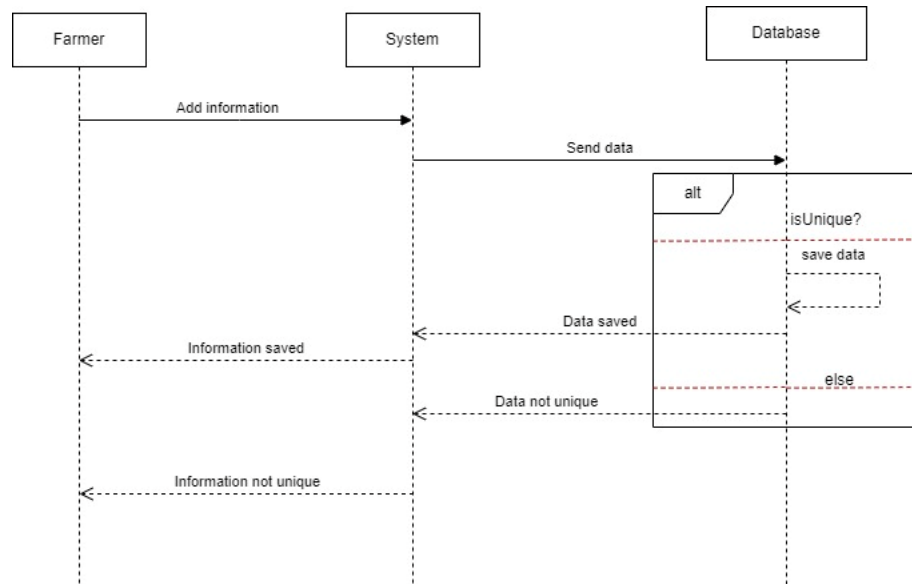 Farmer
System
Database
Add information
Send data
alt
isUnique?
save data
Data saved
Information saved
else
Data not unique
Information not unique